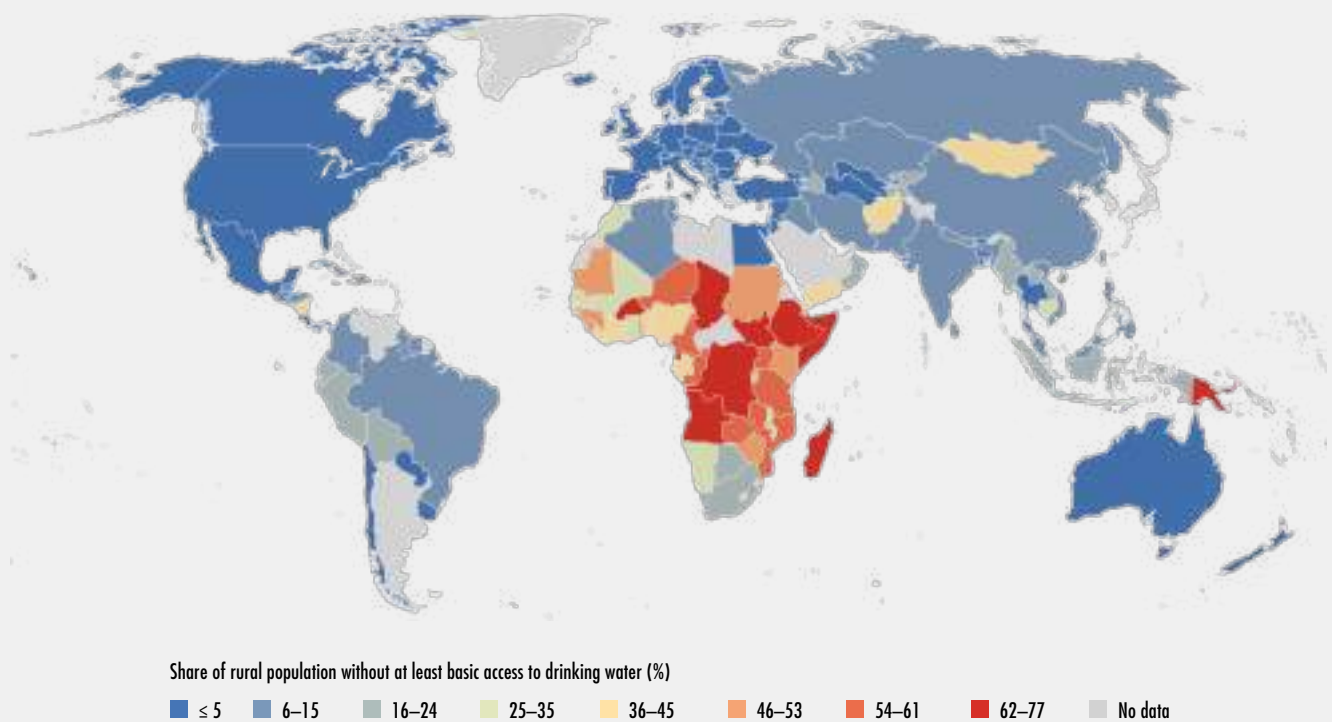 Share of rural population without at least basic access to drinking water (%)
≤ 5 6–15 16–24 25–35 36–45 46–53 54–61 62–77 No data